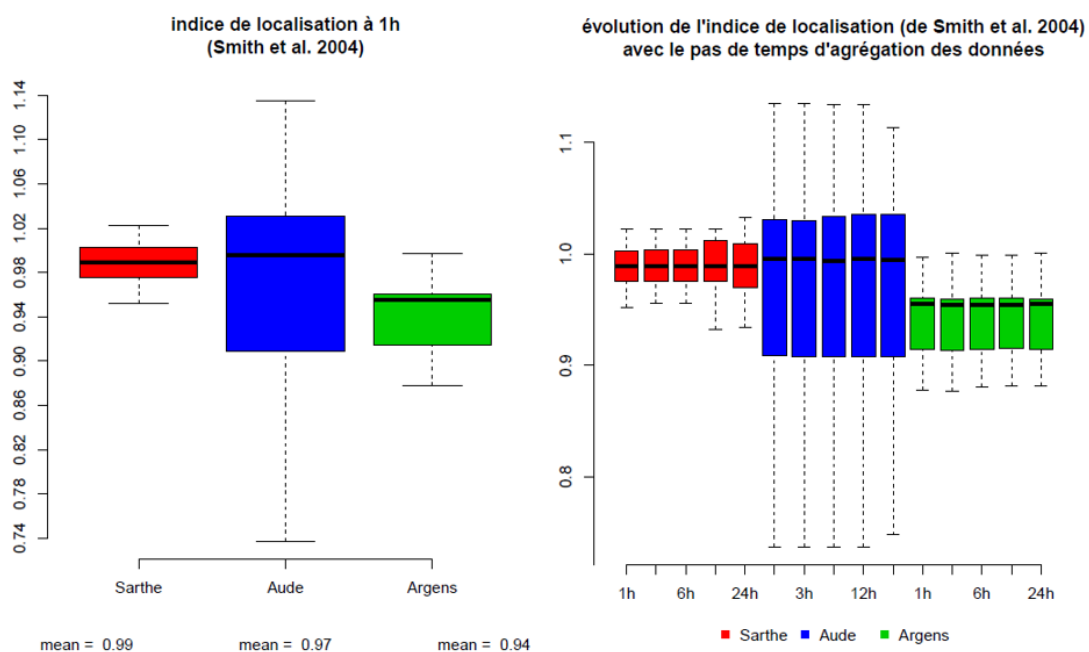 indice de localisation à 1h
(Smith et al. 2004)
1.14
1.10
1.06
1.02
0.98
0.94
0.90
0.86
0.82
0.78
0.74
Sarthe Aude Argens
mean = 0.99 mean = 0.97 mean = 0.94
évolution de l'indice de localisation (de Smith et al. 2004)
avec le pas de temps d'agrégation des données
1.1
1.0
0.9
0.8
1h 6h 24h 3h 12h 1h 6h 24h
Sarthe Aude Argens